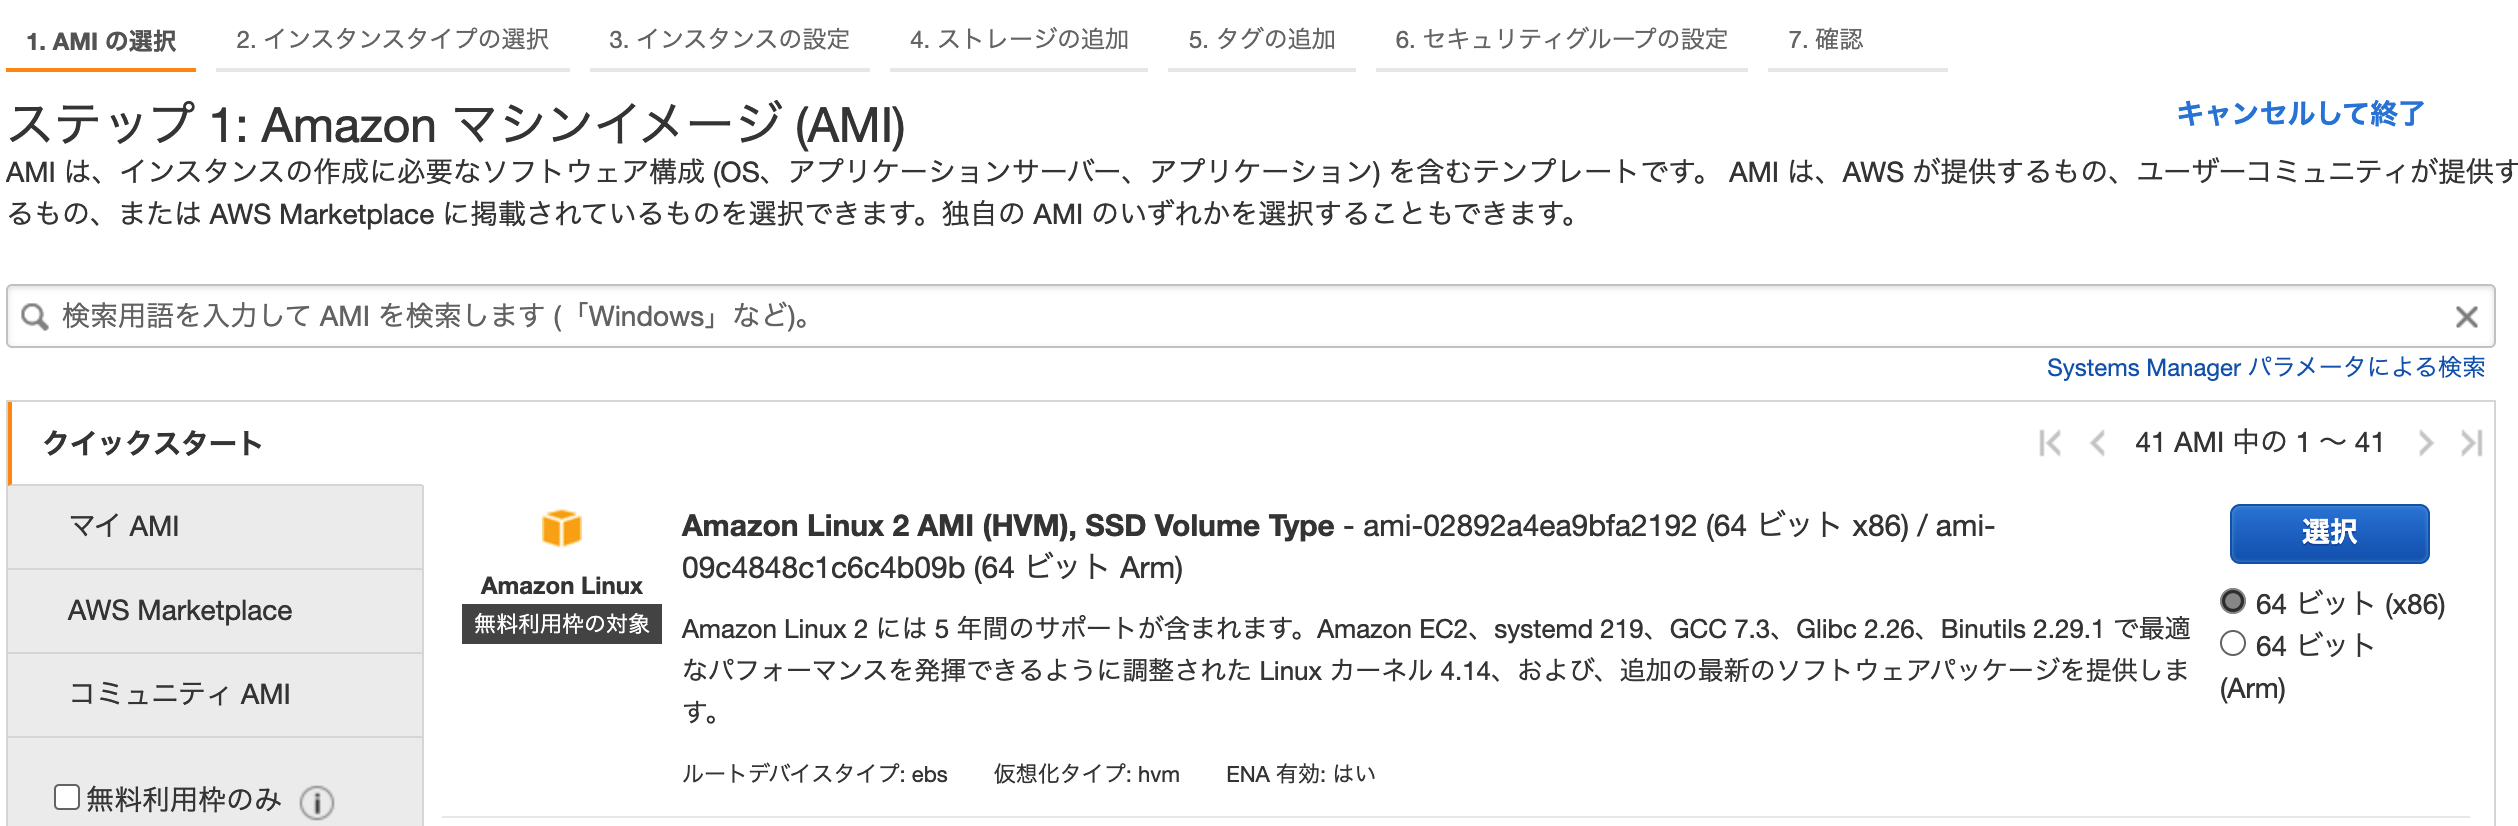 1. AMI の選択 2. インスタンスタイプの選択 3. インスタンスの設定 4. ストレージの追加 5. タグの追加 6. セキュリティグループの設定 7. 確認
ステップ 1: Amazon マシンイメージ (AMI)
キャンセルして終了
AMI は、インスタンスの作成に必要なソフトウェア構成 (OS、アプリケーションサーバー、アプリケーション) を含むテンプレートです。 AMI は、AWS が提供するもの、ユーザーコミュニティが提供す
るもの、または AWS Marketplace に掲載されているものを選択できます。独自の AMI のいずれかを選択することもできます。
検索用語を入力して AMI を検索します (「Windows」など)。
Systems Manager パラメータによる検索
クイックスタート
41 AMI 中の 1 ～ 41
マイ AMI
AWS Marketplace
コミュニティ AMI
無料利用枠のみ
Amazon Linux
無料利用枠の対象
Amazon Linux 2 AMI (HVM), SSD Volume Type - ami-02892a4ea9bfa2192 (64 ビット x86) / ami-
09c4848c1c6c4b09b (64 ビット Arm)
Amazon Linux 2 には 5 年間のサポートが含まれます。Amazon EC2、systemd 219、GCC 7.3、Glibc 2.26、Binutils 2.29.1 で最適
なパフォーマンスを発揮できるように調整された Linux カーネル 4.14、および、追加の最新のソフトウェアパッケージを提供しま
す。
ルートデバイスタイプ: ebs 仮想化タイプ: hvm ENA 有効: はい
選択
64 ビット (x86)
64 ビット
(Arm)